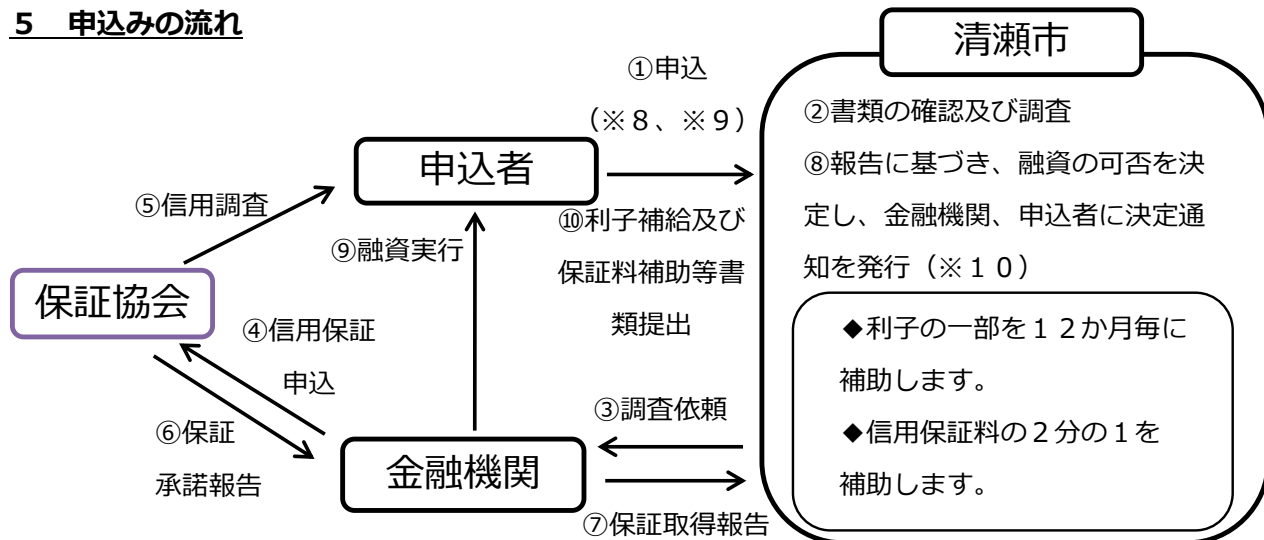 5 申込みの流れ
清瀬市
①申込
(※8、※9)
②書類の確認及び調査
⑧報告に基づき、融資の可否を決
定し、金融機関、申込者に決定通
知を発行(※10)
◆利子の一部を12か月毎に
補助します。
◆信用保証料の2分の1を
補助します。
申込者
⑤信用調査
⑨融資実行
⑩利子補給及び
保証料補助等書
類提出
保証協会
④信用保証
申込
⑥保証
承諾報告
③調査依頼
金融機関
⑦保証取得報告